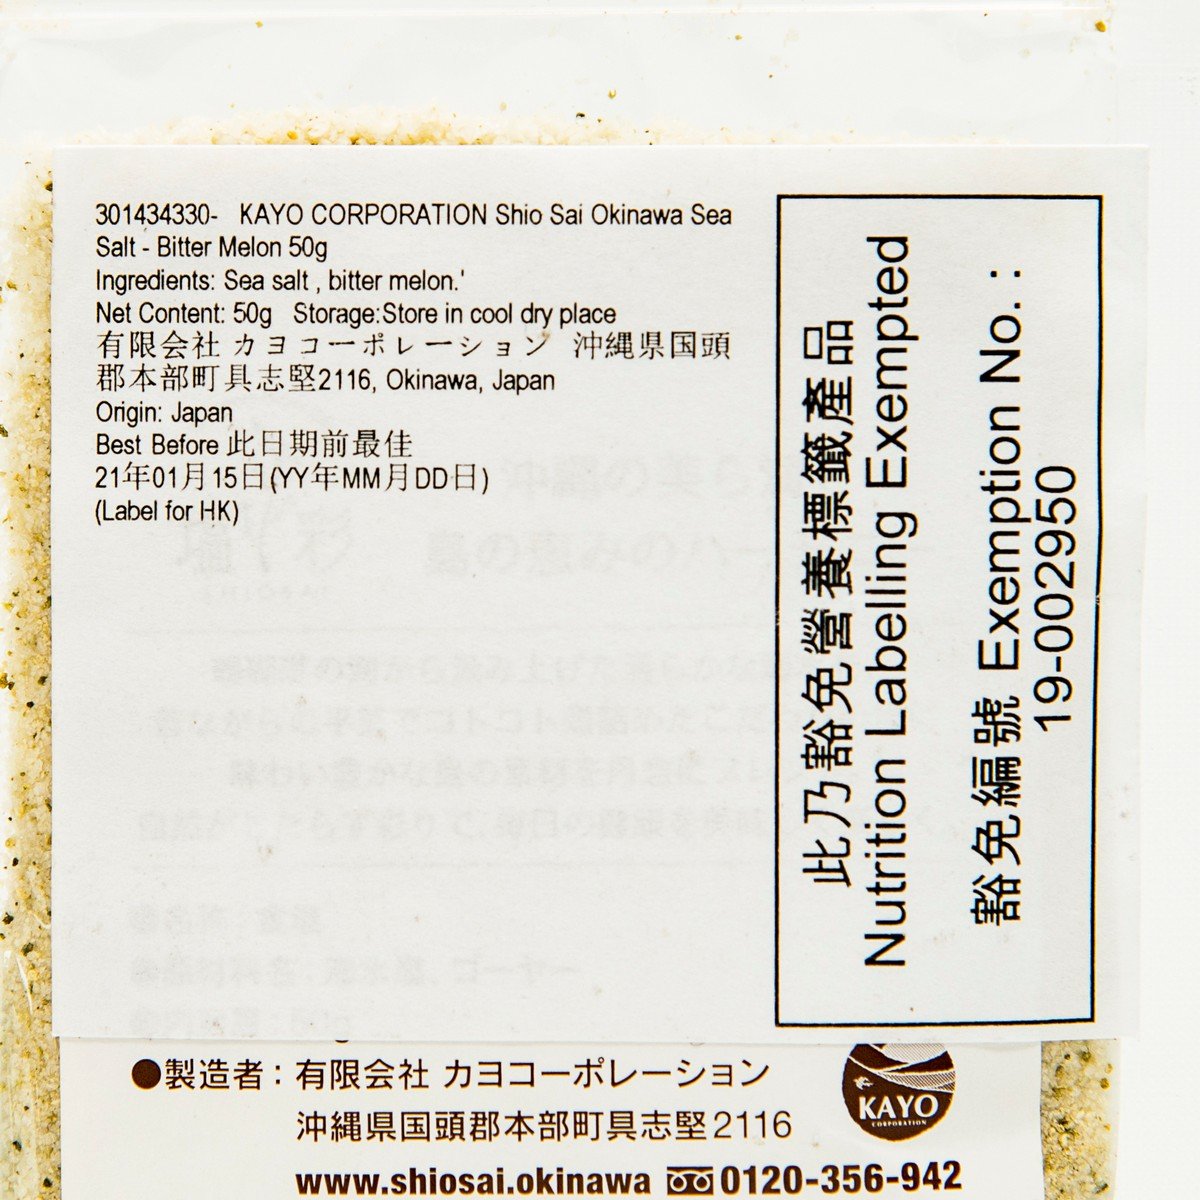 301434330-   KAYO CORPORATION Shio Sai Okinawa Sea
Salt - Bitter Melon 50g
Ingredients: Sea salt , bitter melon.'
Net Content: 50g   Storage:Store in cool dry place
有限会社 カヨコーポレーション  沖縄県国頭
郡本部町具志堅2116, Okinawa, Japan
Origin: Japan
Best Before 此日期前最佳
21年01月15日(YY年MM月DD日)
(Label for HK)
此乃豁免營養標籤產品
Nutrition Labelling Exempted
豁免編號 Exemption No. :
19-002950
●製造者：有限会社 カヨコーポレーション
沖縄県国頭郡本部町具志堅2116
www.shiosai.okinawa 0120-356-942
KAYO
CORPORATION